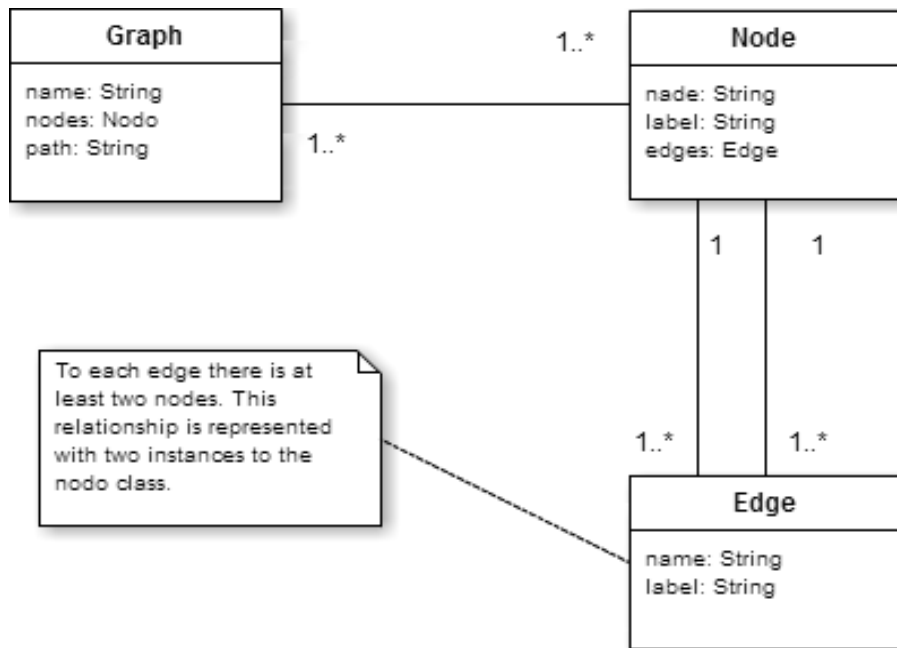 Graph
name: String
nodes: Nodo
path: String
1..*
1..*
Node
nade: String
label: String
edges: Edge
1
1
To each edge there is at
least two nodes. This
relationship is represented
with two instances to the
nodo class.
1..*
1..*
Edge
name: String
label: String